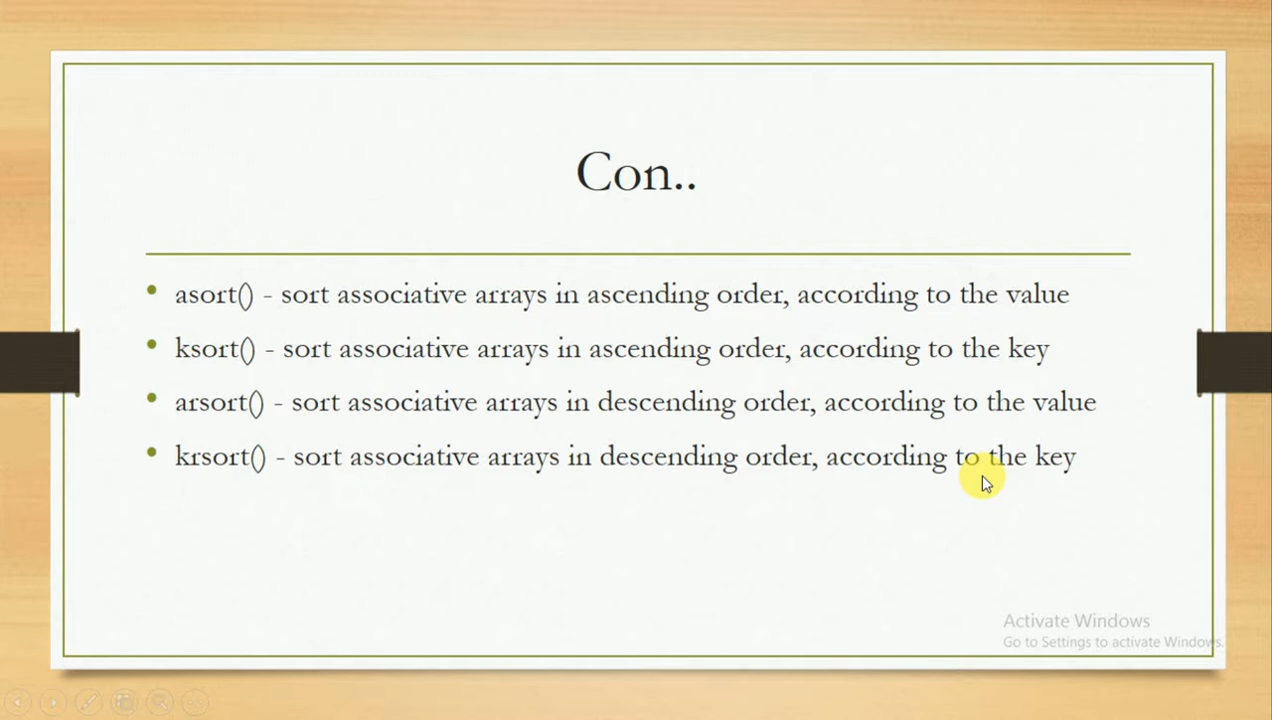 Con..
• asort() - sort associative arrays in ascending order, according to the value
• ksort() - sort associative arrays in ascending order, according to the key
• arsort() - sort associative arrays in descending order, according to the value
• krsort() - sort associative arrays in descending order, according to the key
Activate Windows
Go to Settings to activate Windows.